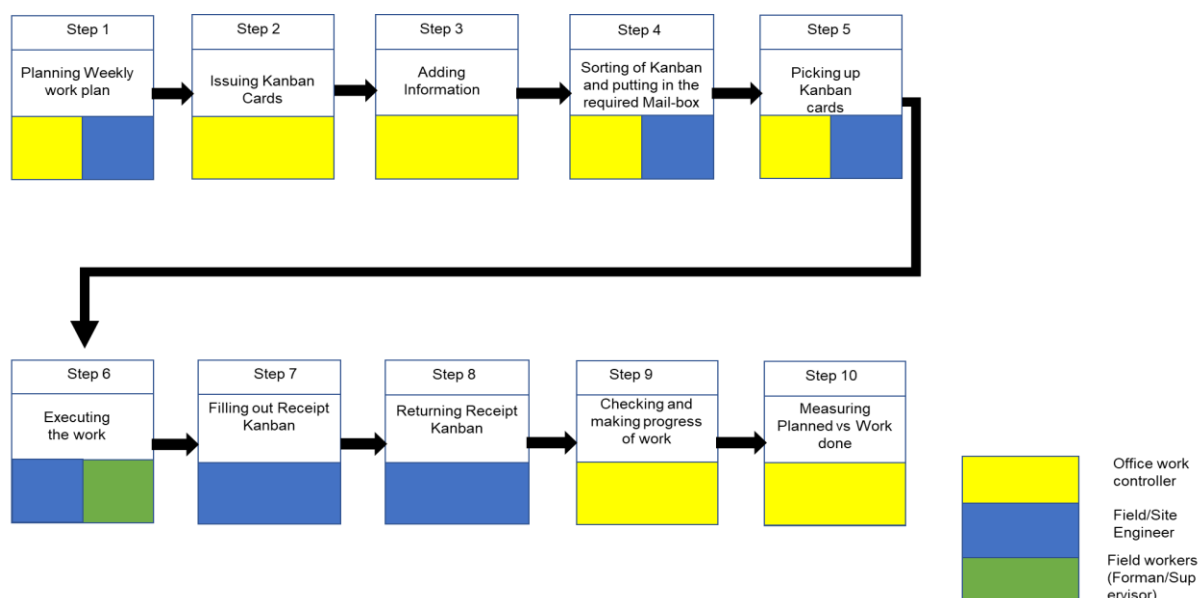 Step 1
Planning Weekly
work plan
Step 2
Issuing Kanban
Cards
Step 3
Adding
Information
Step 4
Sorting of Kanban
and putting in the
required Mail-box
Step 5
Picking up
Kanban
cards
Step 6
Executing
the work
Step 7
Filling out Receipt
Kanban
Step 8
Returning Receipt
Kanban
Step 9
Checking and
making progress
of work
Step 10
Measuring
Planned vs Work
done
Office work
controller
Field/Site
Engineer
Field workers
(Forman/Sup
ervisor)